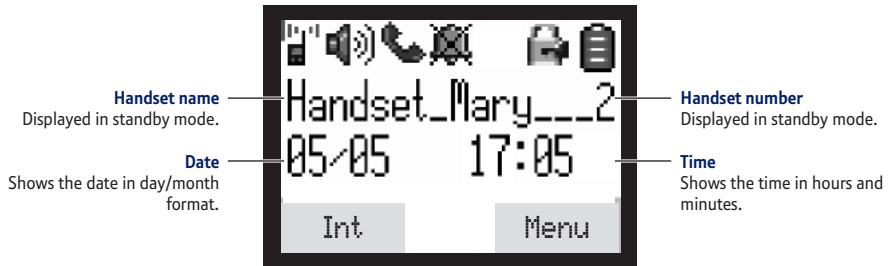 Handset name
Displayed in standby mode.
Date
Shows the date in day/month
format.
Handset_Mary___2
05/05 17:05
Int Menu
Handset number
Displayed in standby mode.
Time
Shows the time in hours and
minutes.